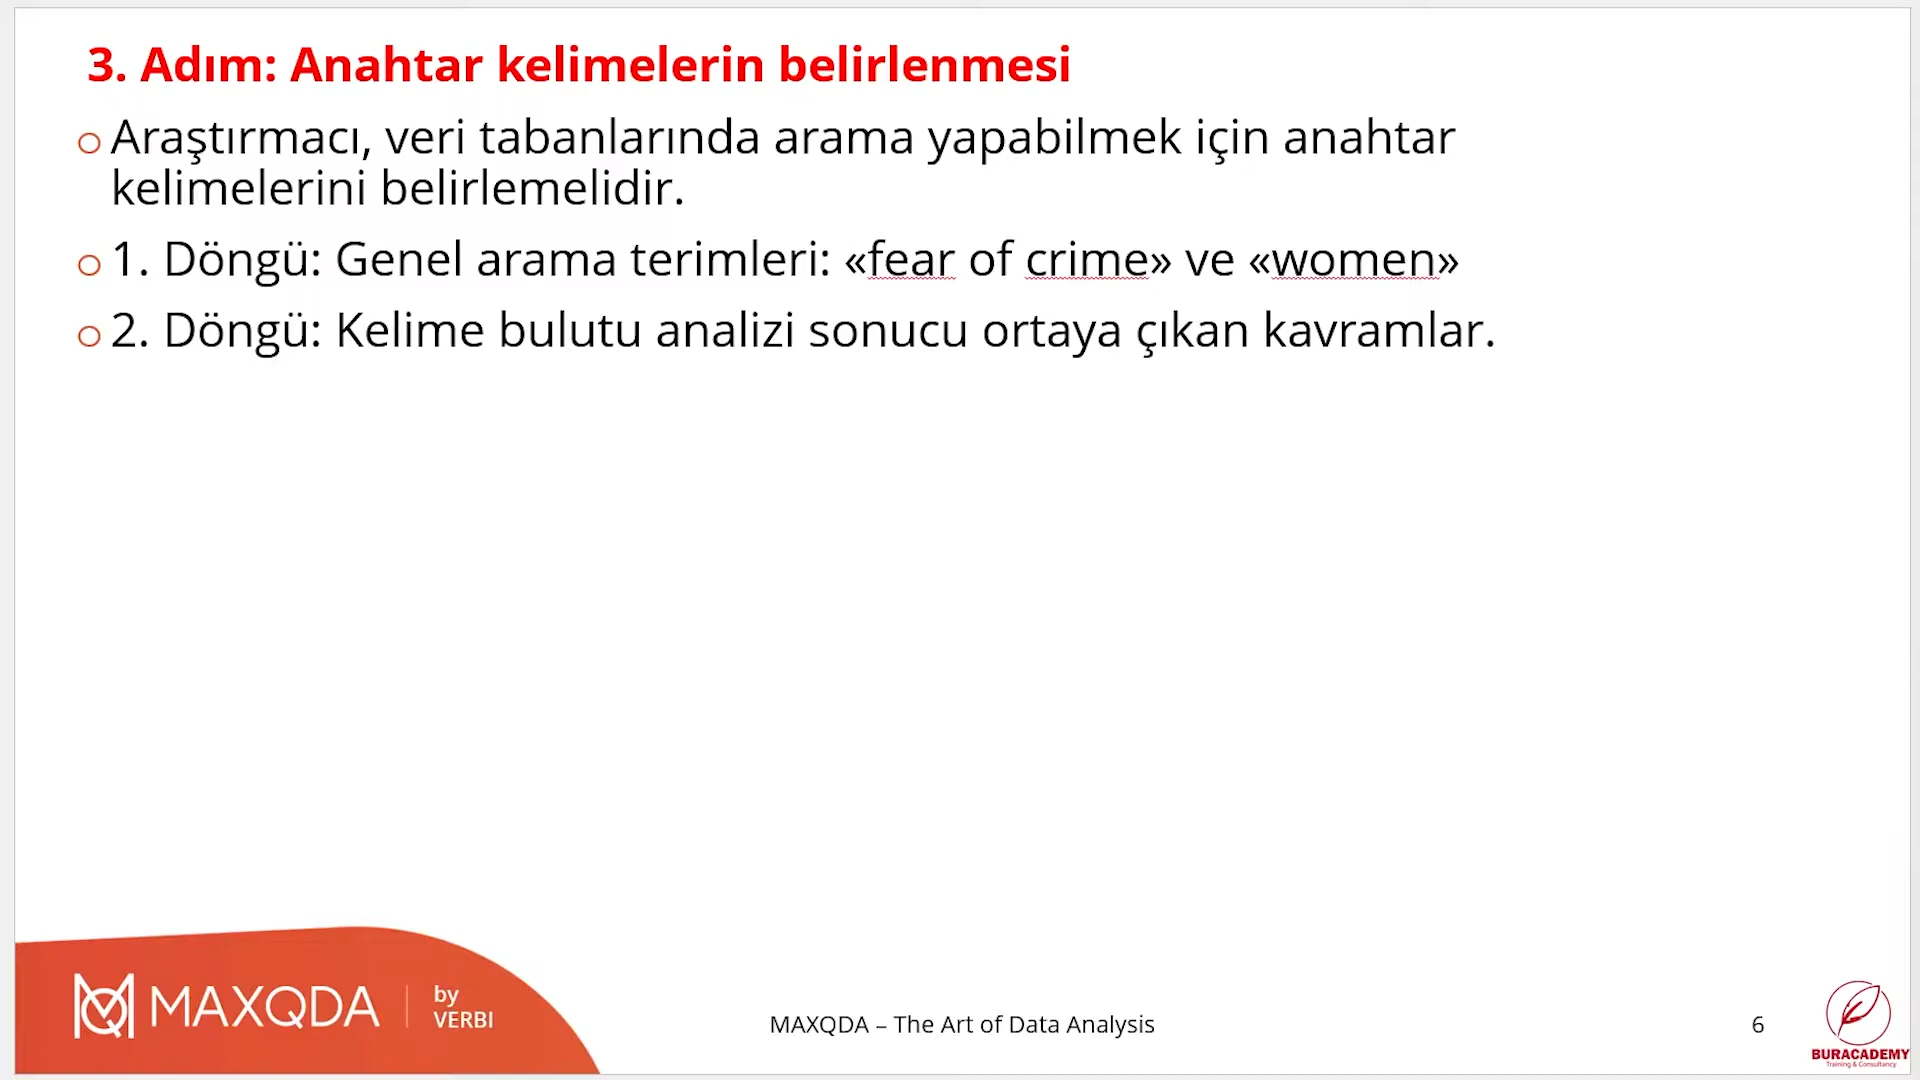 3. Adım: Anahtar kelimelerin belirlenmesi
Araştırmacı, veri tabanlarında arama yapabilmek için anahtar
kelimelerini belirlemelidir.
1. Döngü: Genel arama terimleri: «fear of crime» ve «women»
2. Döngü: Kelime bulutu analizi sonucu ortaya çıkan kavramlar.
MAXQDA
by
VERBI
MAXQDA – The Art of Data Analysis
6
BURACADEMY
Training & Consultancy